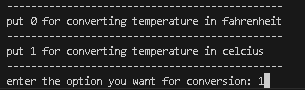 --------------------------------------------
put 0 for converting temperature in fahrenheit
--------------------------------------------
put 1 for converting temperature in celcius
--------------------------------------------
enter the option you want for conversion: 1